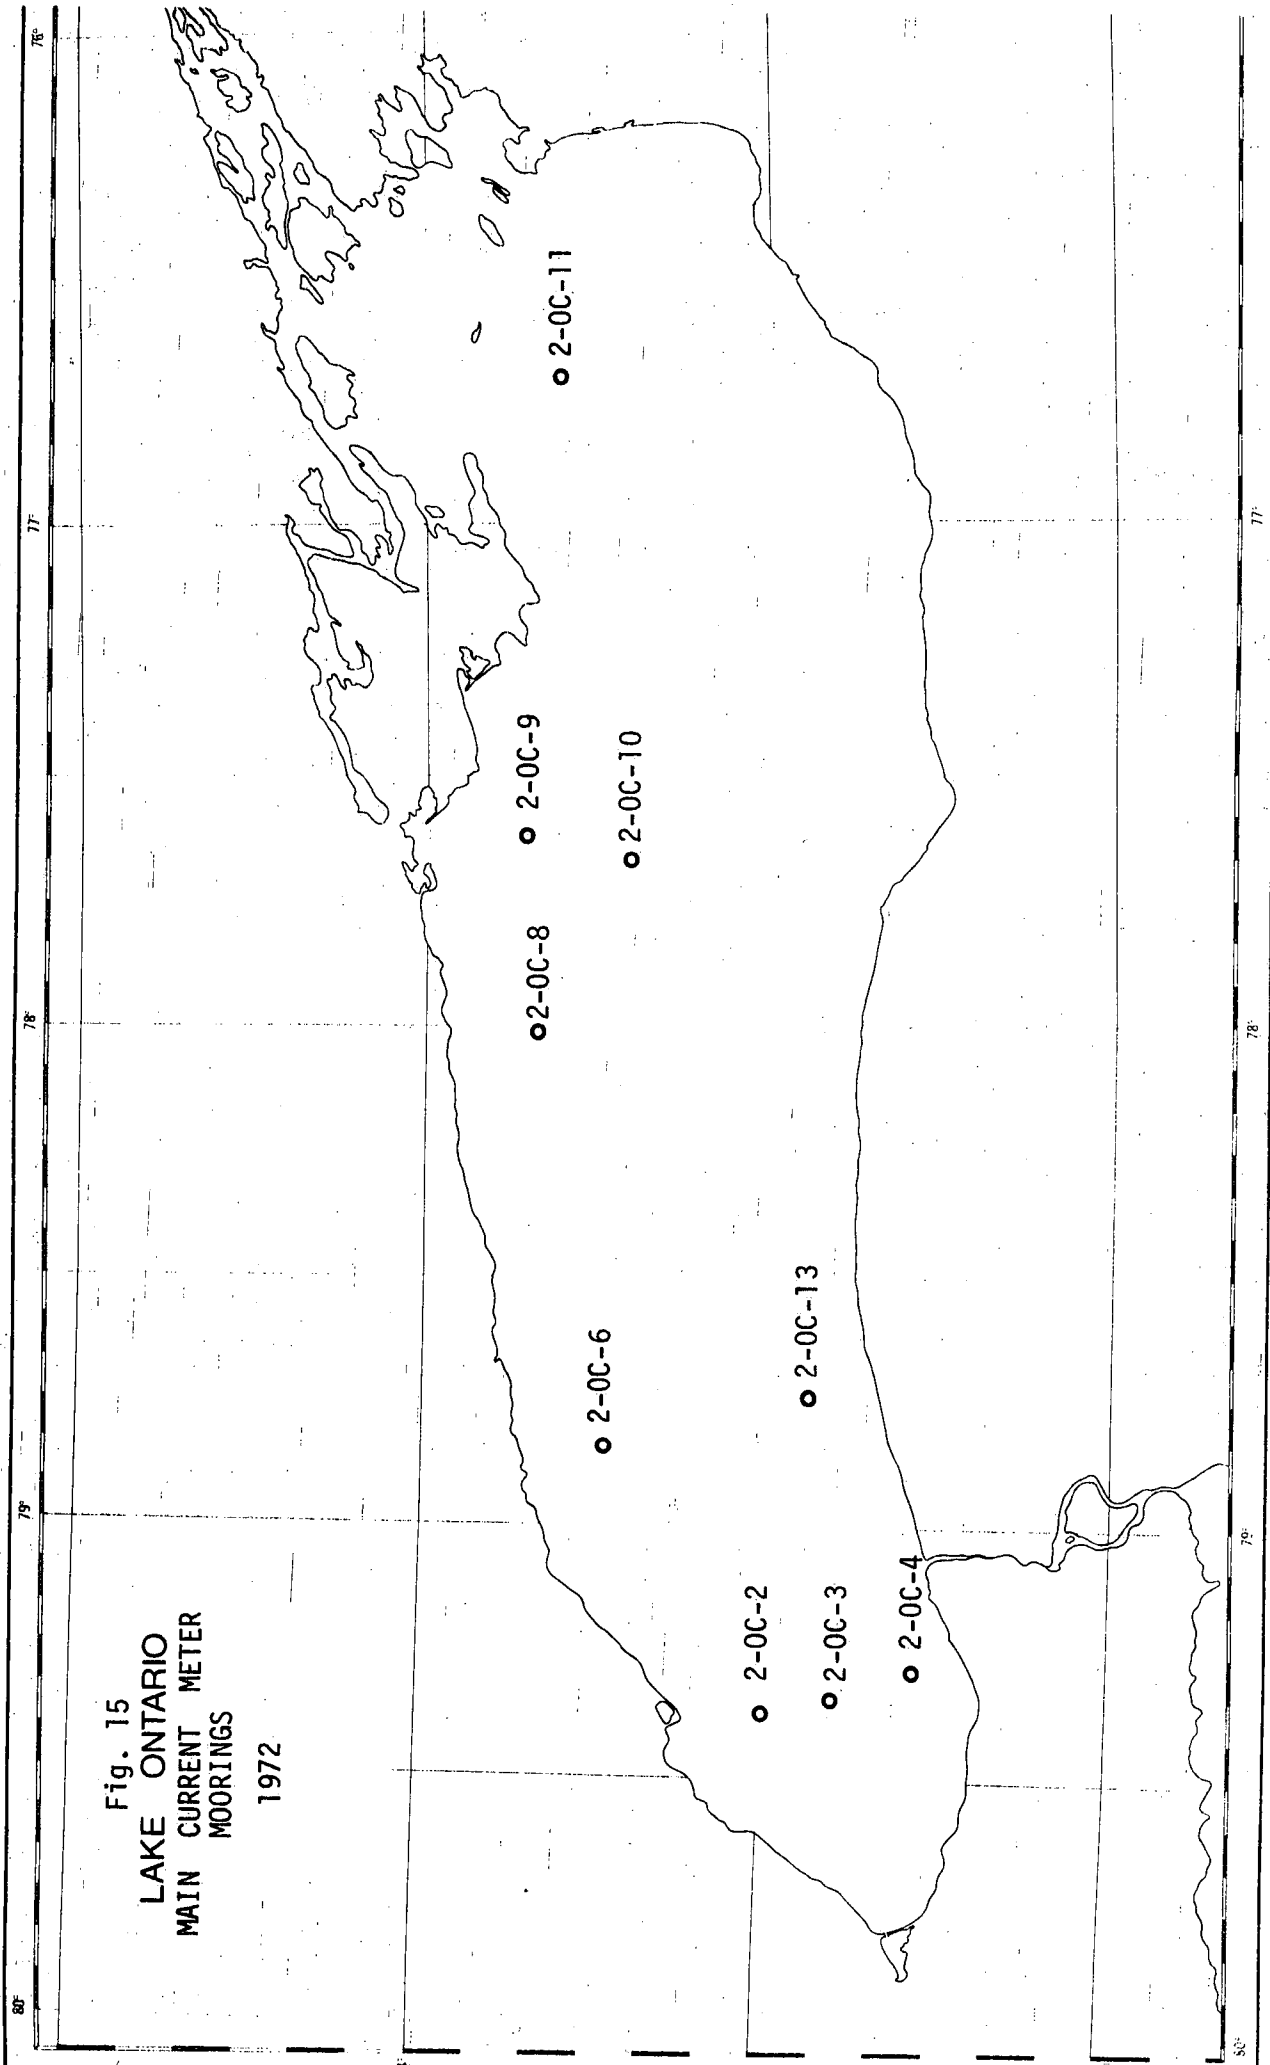 Fig. 15
LAKE ONTARIO
MAIN CURRENT METER
MOORINGS
1972
80°
79°
78°
77°
76°
2-OC-11
2-OC-9
2-OC-10
2-OC-8
2-OC-6
2-OC-13
2-OC-2
2-OC-3
2-OC-4
80°
79°
78°
77°